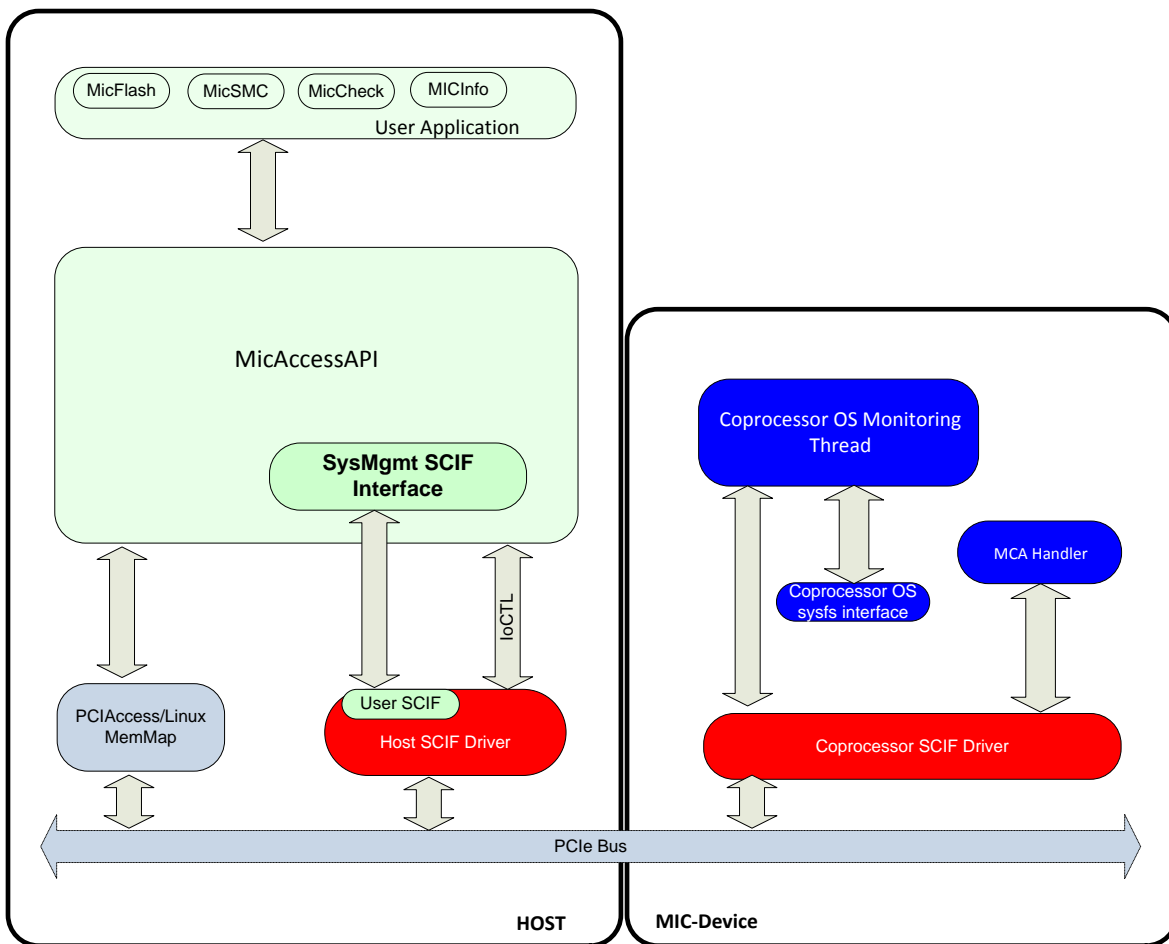 MicFlash
MicSMC
MicCheck
MICInfo
User Application
MicAccessAPI
SysMgmt SCIF
Interface
IoCTL
PCIAccess/Linux
MemMap
User SCIF
Host SCIF Driver
Coprocessor OS Monitoring
Thread
MCA Handler
Coprocessor OS
sysfs interface
Coprocessor SCIF Driver
PCIe Bus
HOST
MIC-Device